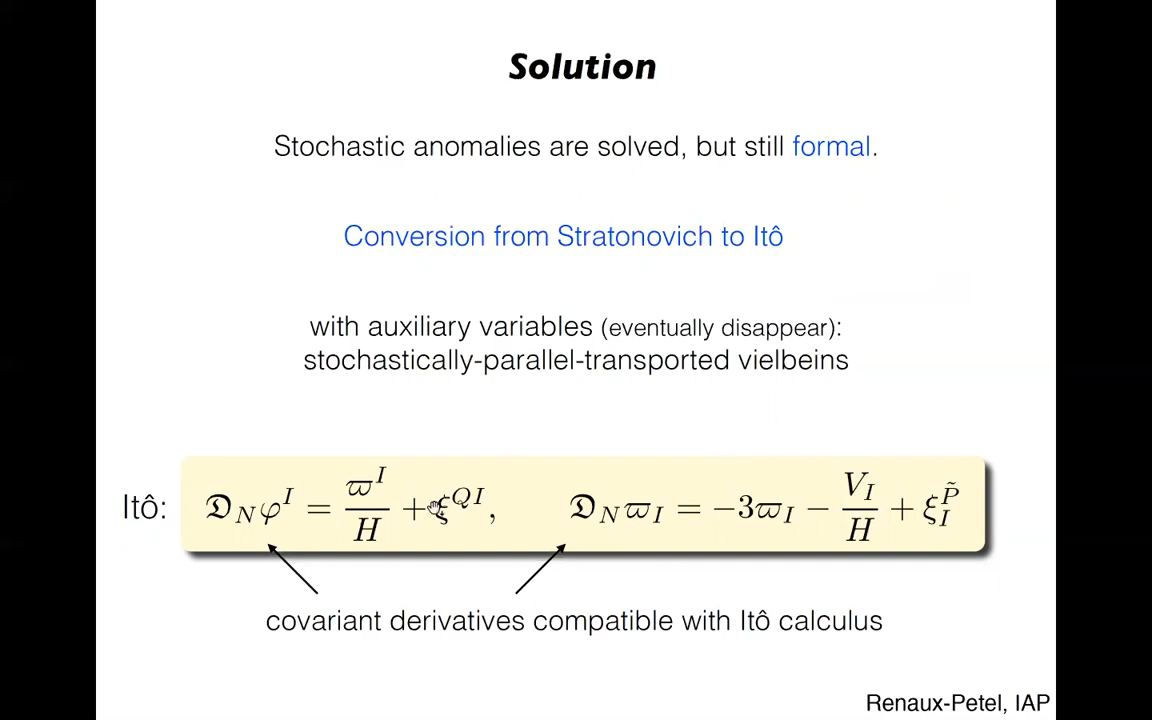 Solution
Stochastic anomalies are solved, but still formal.
Conversion from Stratonovich to Itô
with auxiliary variables (eventually disappear):
stochastically-parallel-transported vielbeins
Itô: 𝔇_N φ^I = ϖ^I / H + ξ^{QI}, 𝔇_N ϖ_I = −3ϖ_I − V_I / H + ξ_I^{P̃}
covariant derivatives compatible with Itô calculus
Renaux-Petel, IAP